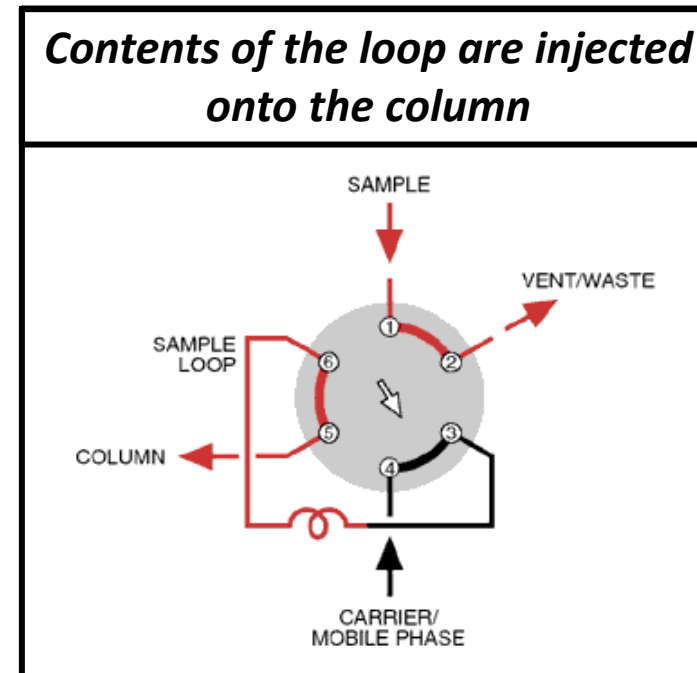 Contents of the loop are injected
onto the column
SAMPLE
VENT/WASTE
1
2
SAMPLE
LOOP
6
5
3
4
COLUMN
CARRIER/
MOBILE PHASE